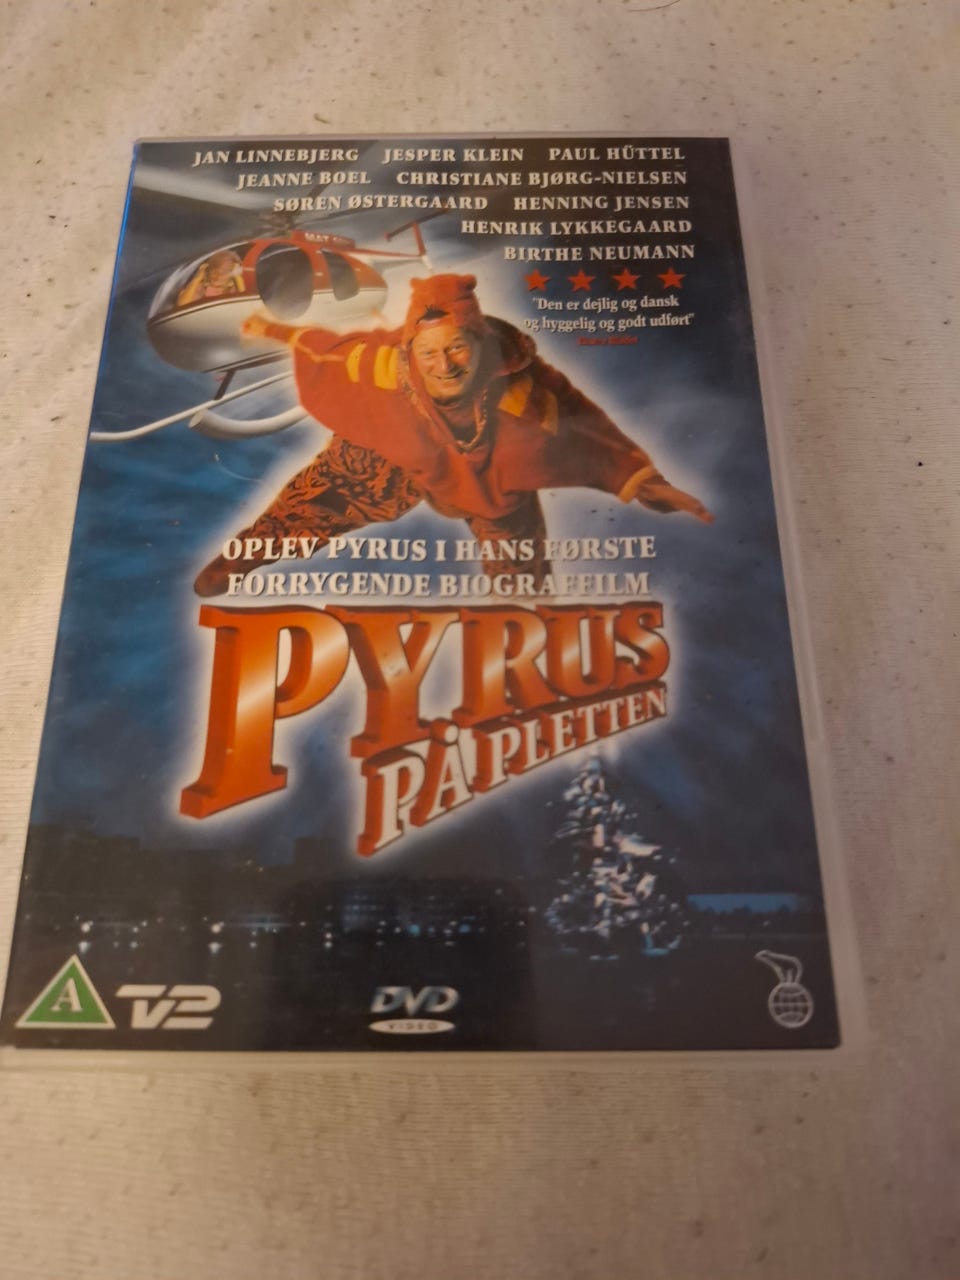 JAN LINNEBJERG JESPER KLEIN PAUL HÜTTEL
JEANNE BOEL CHRISTIANE BJØRG-NIELSEN
SØREN ØSTERGAARD HENNING JENSEN
HENRIK LYKKEGAARD
BIRTHE NEUMANN
"Den er dejlig og dansk
og hyggelig og godt udført"
OPLEV PYRUS I HANS FØRSTE
FORRYGENDE BIOGRAFFILM
PYRUS
PÅ PLETTEN
A
TV2
DVD
VIDEO